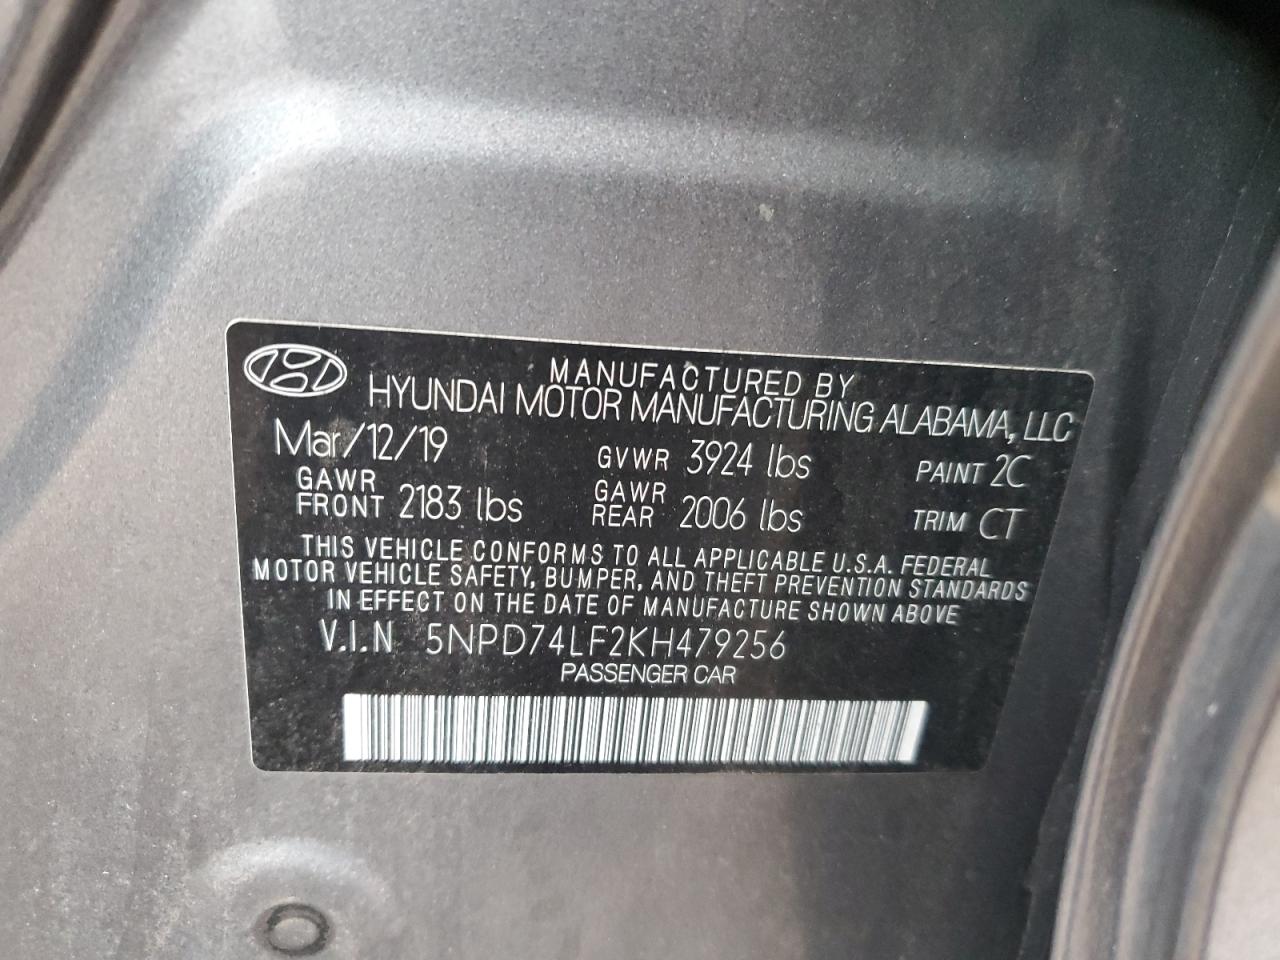 MANUFACTURED BY
HYUNDAI MOTOR MANUFACTURING ALABAMA, LLC
Mar/12/19 GVWR 3924 lbs PAINT 2C
GAWR FRONT 2183 lbs GAWR REAR 2006 lbs TRIM CT
THIS VEHICLE CONFORMS TO ALL APPLICABLE U.S.A. FEDERAL
MOTOR VEHICLE SAFETY, BUMPER, AND THEFT PREVENTION STANDARDS
IN EFFECT ON THE DATE OF MANUFACTURE SHOWN ABOVE
V.I.N 5NPD74LF2KH479256
PASSENGER CAR